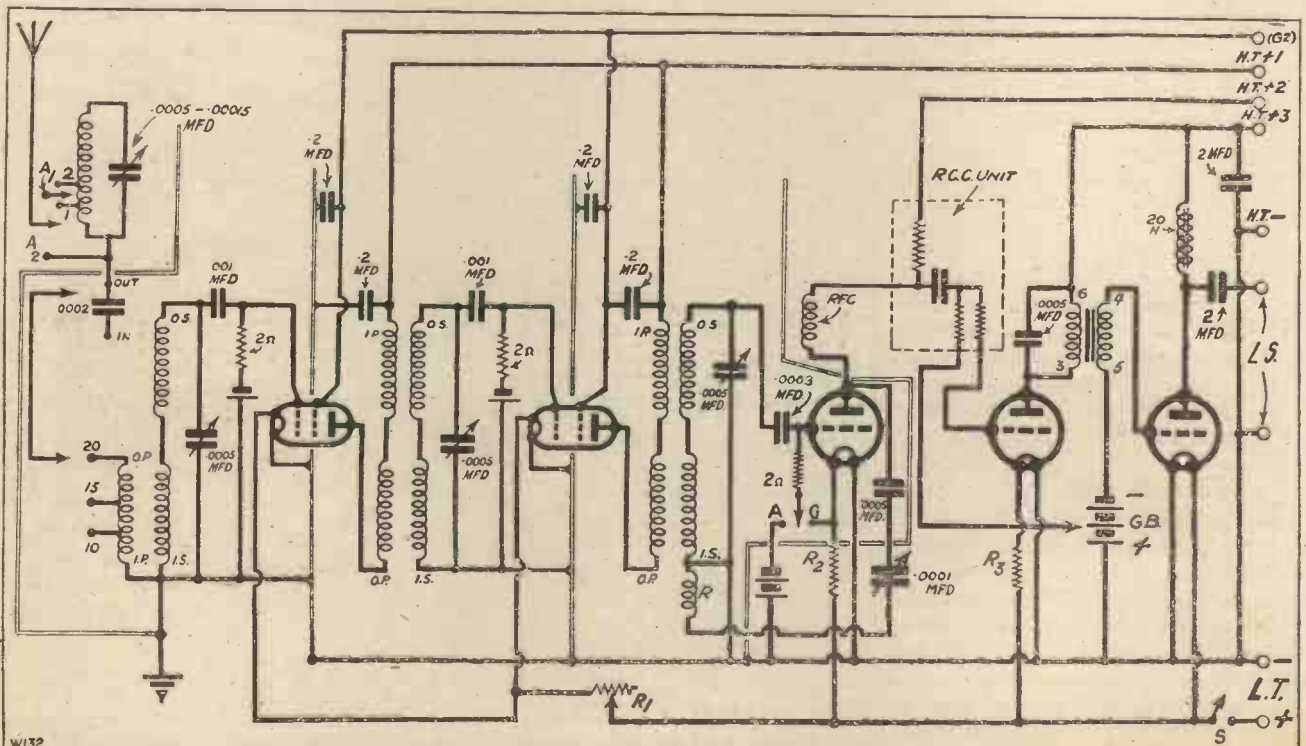 (G2)
H.T.+1
H.T.+2
H.T.+3
.0005-.00015
MFD
A1
2
1
A
2
OUT
.0002
IN
.001
MFD
O.S.
2Ω
.0005
MFD
20
15
10
O.P.
I.P.
I.S.
.2
MFD
.2
MFD
I.P.
O.S.
.001
MFD
2Ω
.0005
MFD
O.P.
I.S.
.2
MFD
.2
MFD
I.P.
O.S.
.0005
MFD.
O.P.
I.S.
R
.0003
MFD.
2Ω
A
G
R2
RFC
.0005
MFD.
.0001
MFD
R.C.C. UNIT
R3
.0005
MFD
6
3
4
5
-
G.B.
+
20
H
2 MFD
H.T.-
2
MFD
L.S.
-
L.T.
+
S
R1
W132